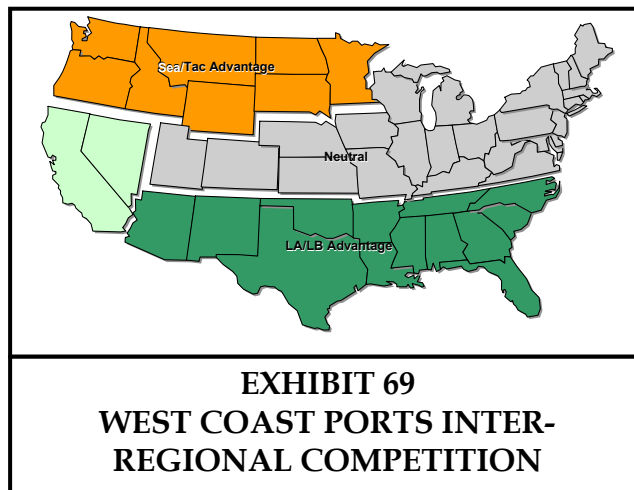 Sea/Tac Advantage
Neutral
LA/LB Advantage
EXHIBIT 69
WEST COAST PORTS INTER-
REGIONAL COMPETITION